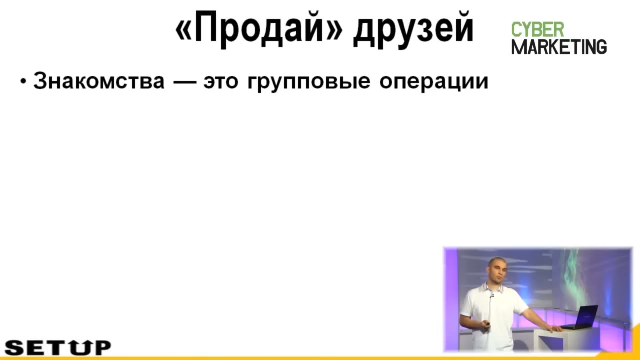 «Продай» друзей
CYBER
MARKETING
• Знакомства — это групповые операции
SETUP